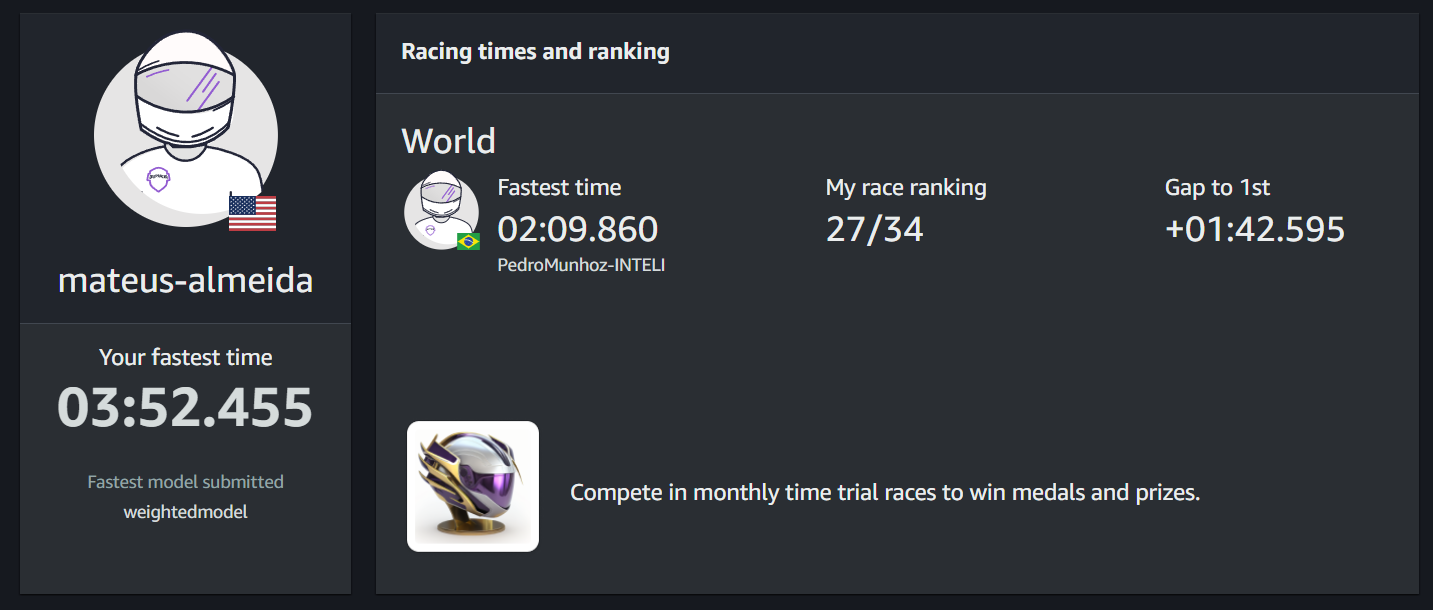 mateus-almeida
Your fastest time
03:52.455
Fastest model submitted
weightedmodel
Racing times and ranking
World
Fastest time
02:09.860
PedroMunhoz-INTELI
My race ranking
27/34
Gap to 1st
+01:42.595
Compete in monthly time trial races to win medals and prizes.